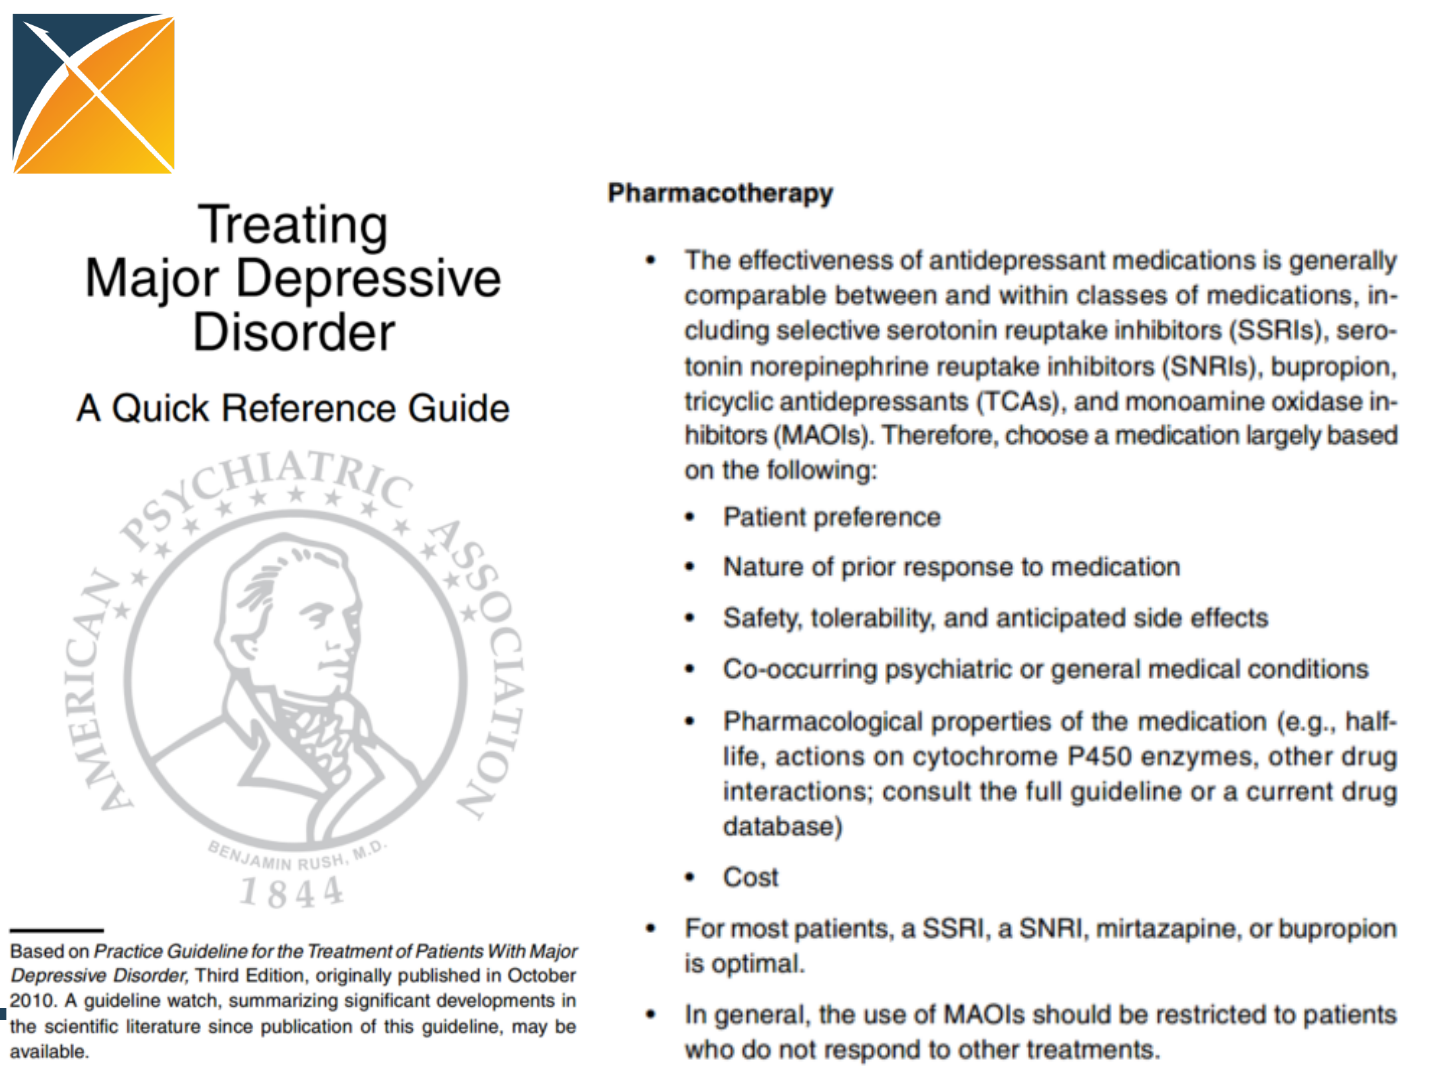 Treating
Major Depressive
Disorder
A Quick Reference Guide
AMERICAN PSYCHIATRIC ASSOCIATION
BENJAMIN RUSH, M.D.
1844
Based on Practice Guideline for the Treatment of Patients With Major
Depressive Disorder, Third Edition, originally published in October
2010. A guideline watch, summarizing significant developments in
the scientific literature since publication of this guideline, may be
available.
Pharmacotherapy
• The effectiveness of antidepressant medications is generally
comparable between and within classes of medications, in-
cluding selective serotonin reuptake inhibitors (SSRIs), sero-
tonin norepinephrine reuptake inhibitors (SNRIs), bupropion,
tricyclic antidepressants (TCAs), and monoamine oxidase in-
hibitors (MAOIs). Therefore, choose a medication largely based
on the following:
• Patient preference
• Nature of prior response to medication
• Safety, tolerability, and anticipated side effects
• Co-occurring psychiatric or general medical conditions
• Pharmacological properties of the medication (e.g., half-
life, actions on cytochrome P450 enzymes, other drug
interactions; consult the full guideline or a current drug
database)
• Cost
• For most patients, a SSRI, a SNRI, mirtazapine, or bupropion
is optimal.
• In general, the use of MAOIs should be restricted to patients
who do not respond to other treatments.